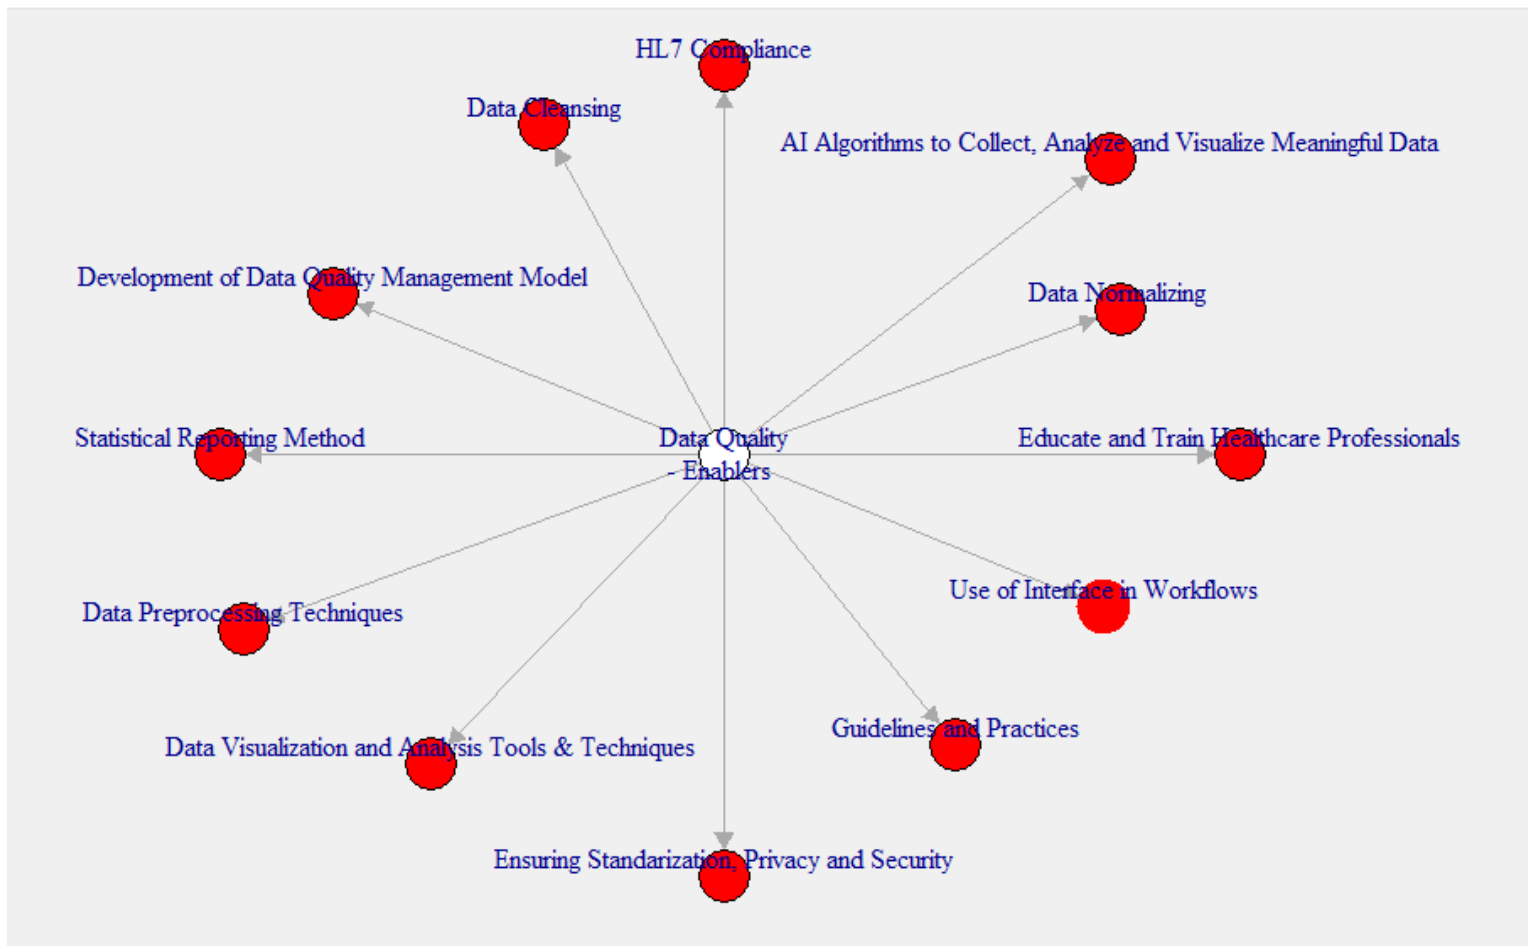 HL7 Compliance
Data Cleansing
AI Algorithms to Collect, Analyze and Visualize Meaningful Data
Development of Data Quality Management Model
Data Normalizing
Statistical Reporting Method
Data Quality
- Enablers
Educate and Train Healthcare Professionals
Use of Interface in Workflows
Data Preprocessing Techniques
Guidelines and Practices
Data Visualization and Analysis Tools & Techniques
Ensuring Standarization, Privacy and Security